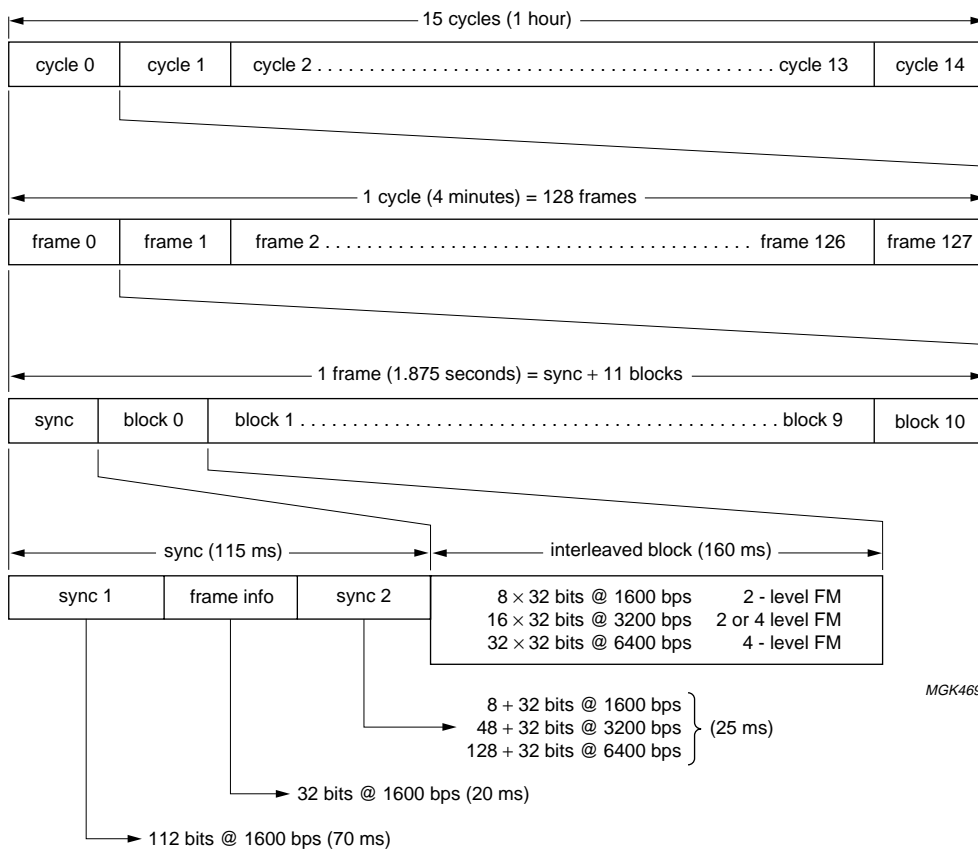 15 cycles (1 hour)
cycle 0 cycle 1 cycle 2 . . . . . . . . . . . . . . . . . . . . . . . . . . . . . . . . . . . cycle 13 cycle 14
1 cycle (4 minutes) = 128 frames
frame 0 frame 1 frame 2 . . . . . . . . . . . . . . . . . . . . . . . . . . . . . . . . . frame 126 frame 127
1 frame (1.875 seconds) = sync + 11 blocks
sync block 0 block 1 . . . . . . . . . . . . . . . . . . . . . . . . . . . . . . . . . . . . . block 9 block 10
sync (115 ms) interleaved block (160 ms)
sync 1 frame info sync 2
8 × 32 bits @ 1600 bps 2 - level FM
16 × 32 bits @ 3200 bps 2 or 4 level FM
32 × 32 bits @ 6400 bps 4 - level FM
MGK469
8 + 32 bits @ 1600 bps
48 + 32 bits @ 3200 bps (25 ms)
128 + 32 bits @ 6400 bps
32 bits @ 1600 bps (20 ms)
112 bits @ 1600 bps (70 ms)